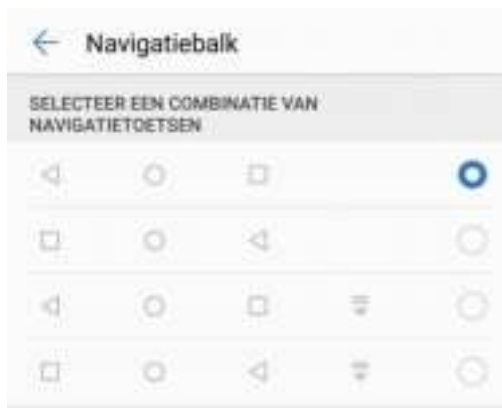 Navigatiebalk
SELECTEER EEN COMBINATIE VAN
NAVIGATIETOETSEN